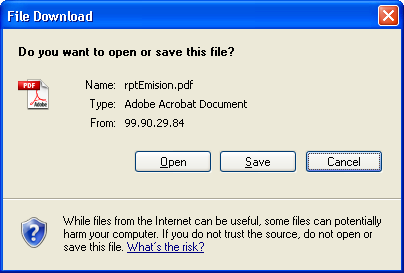 File Download
Do you want to open or save this file?
PDF
Adobe
Name: rptEmision.pdf
Type: Adobe Acrobat Document
From: 99.90.29.84
Open Save Cancel
While files from the Internet can be useful, some files can potentially
harm your computer. If you do not trust the source, do not open or
save this file. What's the risk?